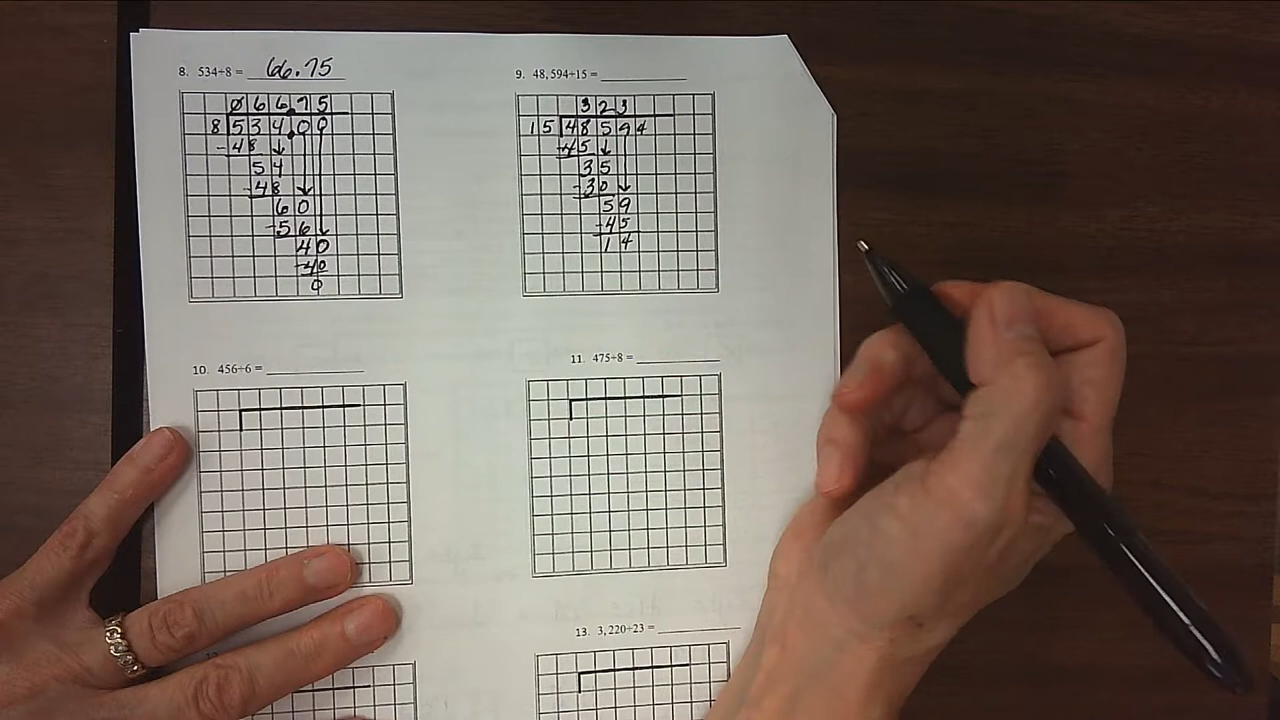 8. 534÷8 = 66.75
0 6 6.7 5
8 5 3 4.0 0
-4 8
5 4
-4 8
6 0
-5 6
4 0
-4 0
0
9. 48,594÷15 =
3 2 3
1 5 4 8 5 9 4
-4 5
3 5
-3 0
5 9
-4 5
1 4
10. 456÷6 =
11. 475÷8 =
13. 3,220÷23 =